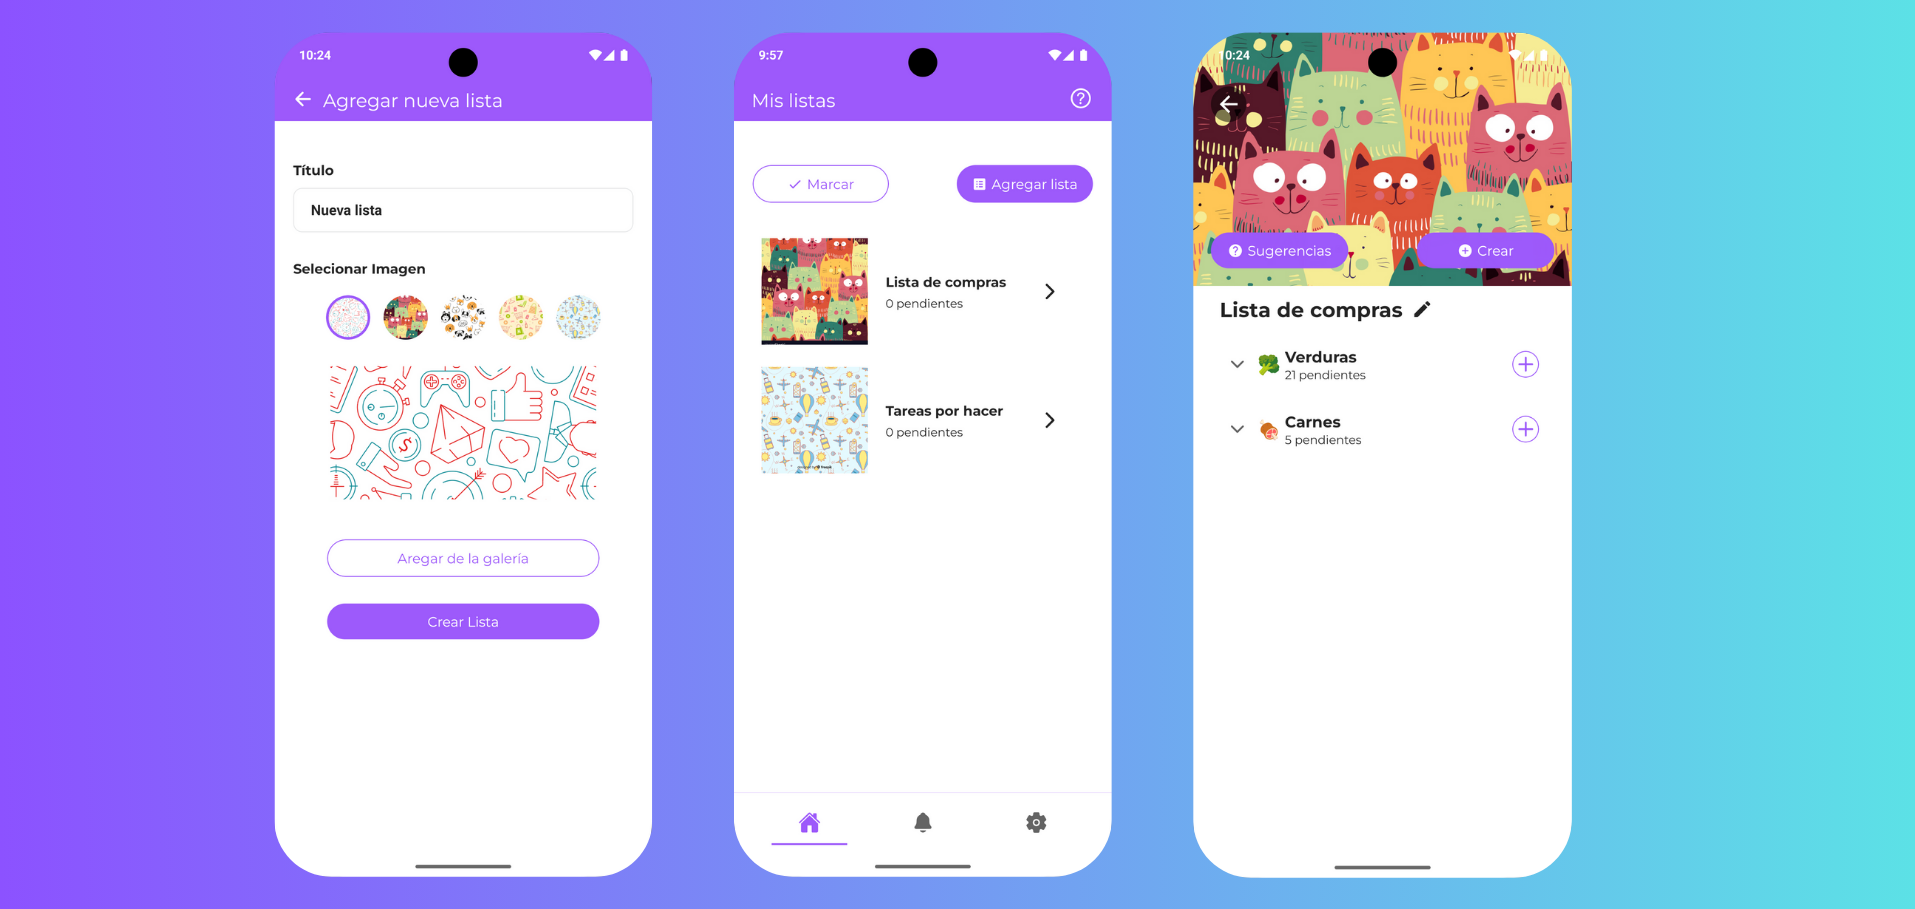 10:24
Agregar nueva lista
Título
Nueva lista
Selecionar Imagen
Aregar de la galería
Crear Lista
9:57
Mis listas
Marcar
Agregar lista
Lista de compras
0 pendientes
Tareas por hacer
0 pendientes
10:24
Sugerencias
Crear
Lista de compras
Verduras
21 pendientes
Carnes
5 pendientes